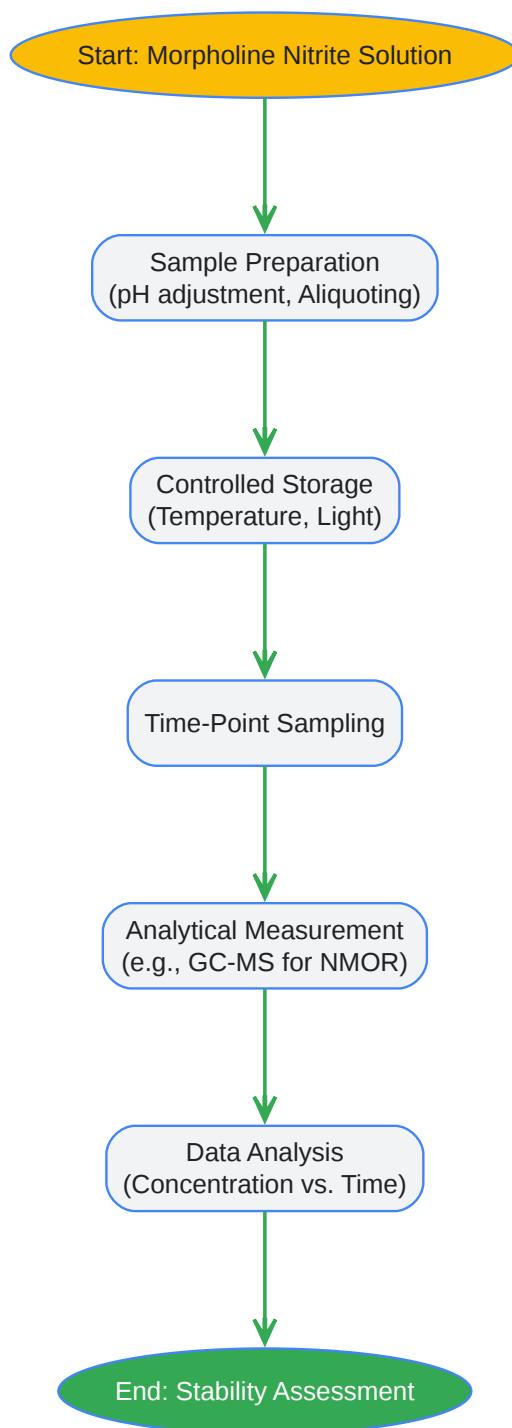 Start: Morpholine Nitrite Solution
Sample Preparation
(pH adjustment, Aliquoting)
Controlled Storage
(Temperature, Light)
Time-Point Sampling
Analytical Measurement
(e.g., GC-MS for NMOR)
Data Analysis
(Concentration vs. Time)
End: Stability Assessment